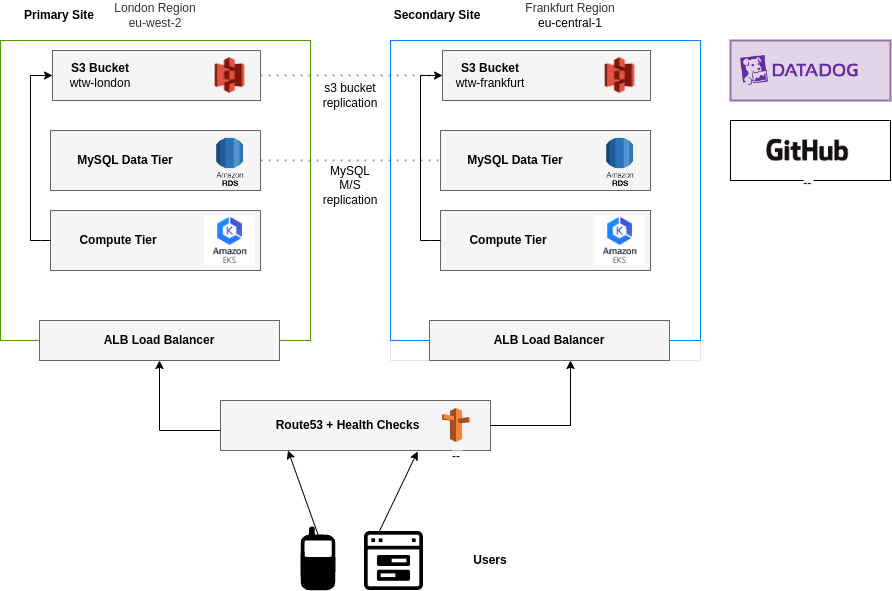 Primary Site
London Region
eu-west-2
Secondary Site
Frankfurt Region
eu-central-1
S3 Bucket
wtw-london
s3 bucket
replication
S3 Bucket
wtw-frankfurt
DATADOG
MySQL Data Tier
Amazon
RDS
MySQL
M/S
replication
MySQL Data Tier
Amazon
RDS
GitHub
--
Compute Tier
Amazon
EKS
Compute Tier
Amazon
EKS
ALB Load Balancer
ALB Load Balancer
Route53 + Health Checks
--
Users